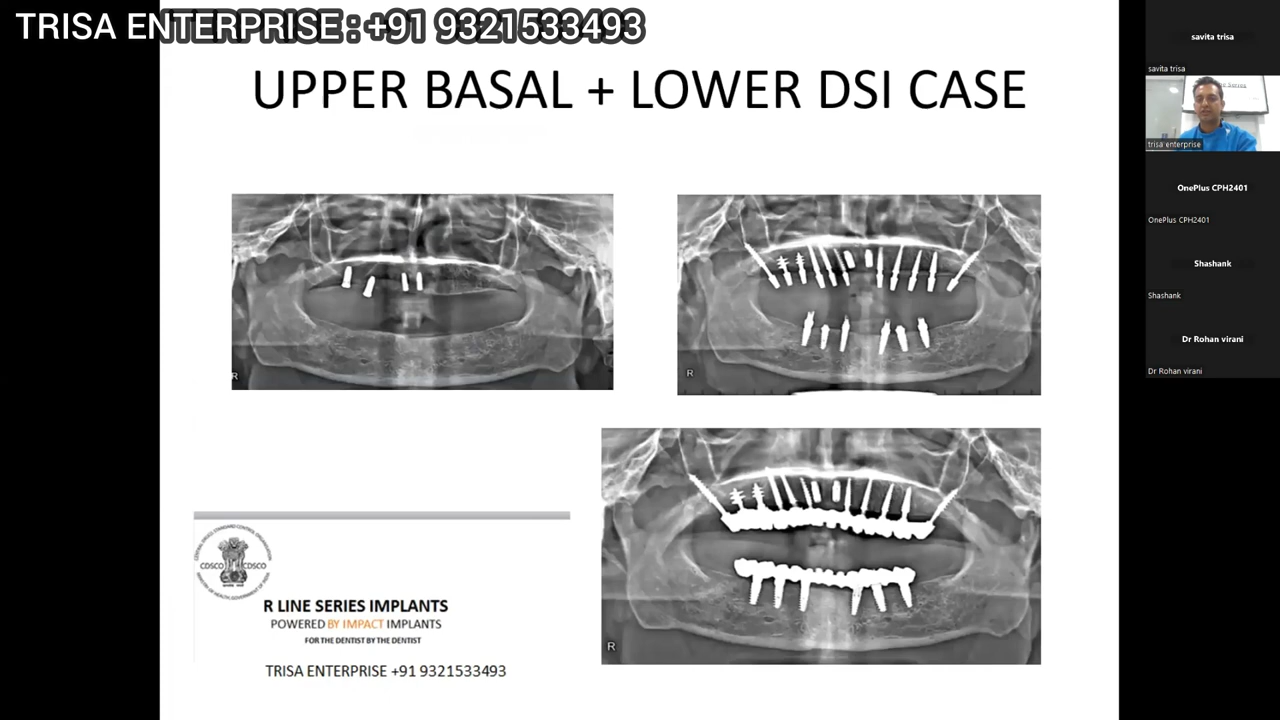 TRISA ENTERPRISE : +91 9321533493
UPPER BASAL + LOWER DSI CASE
R
R
R
CDSCO CDSCO
R LINE SERIES IMPLANTS
POWERED BY IMPACT IMPLANTS
FOR THE DENTIST BY THE DENTIST
TRISA ENTERPRISE +91 9321533493
savita trisa
savita trisa
trisa enterprise
OnePlus CPH2401
OnePlus CPH2401
Shashank
Shashank
Dr Rohan virani
Dr Rohan virani